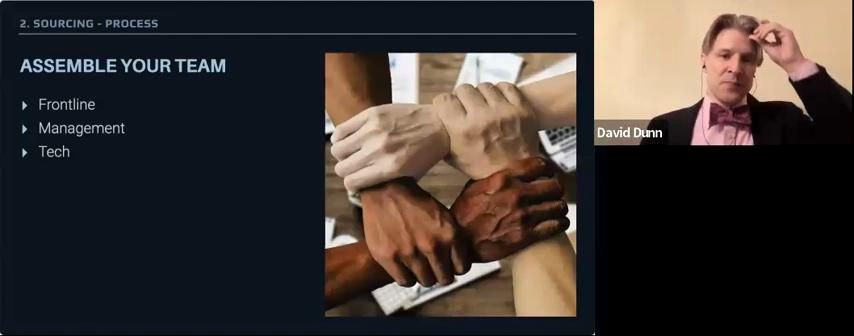 2. SOURCING - PROCESS
ASSEMBLE YOUR TEAM
Frontline
Management
Tech
David Dunn